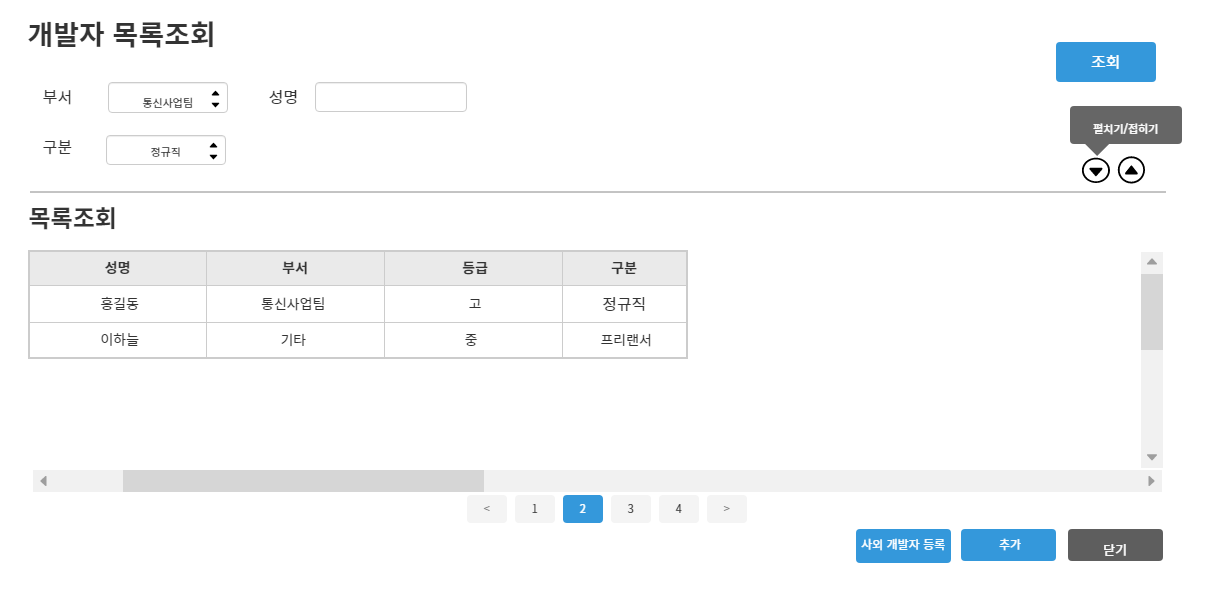 개발자 목록조회
조회
부서 통신사업팀 성명
펼치기/접히기
구분 정규직
목록조회
성명 부서 등급 구분
홍길동 통신사업팀 고 정규직
이하늘 기타 중 프리랜서
< 1 2 3 4 >
사외 개발자 등록 추가 닫기